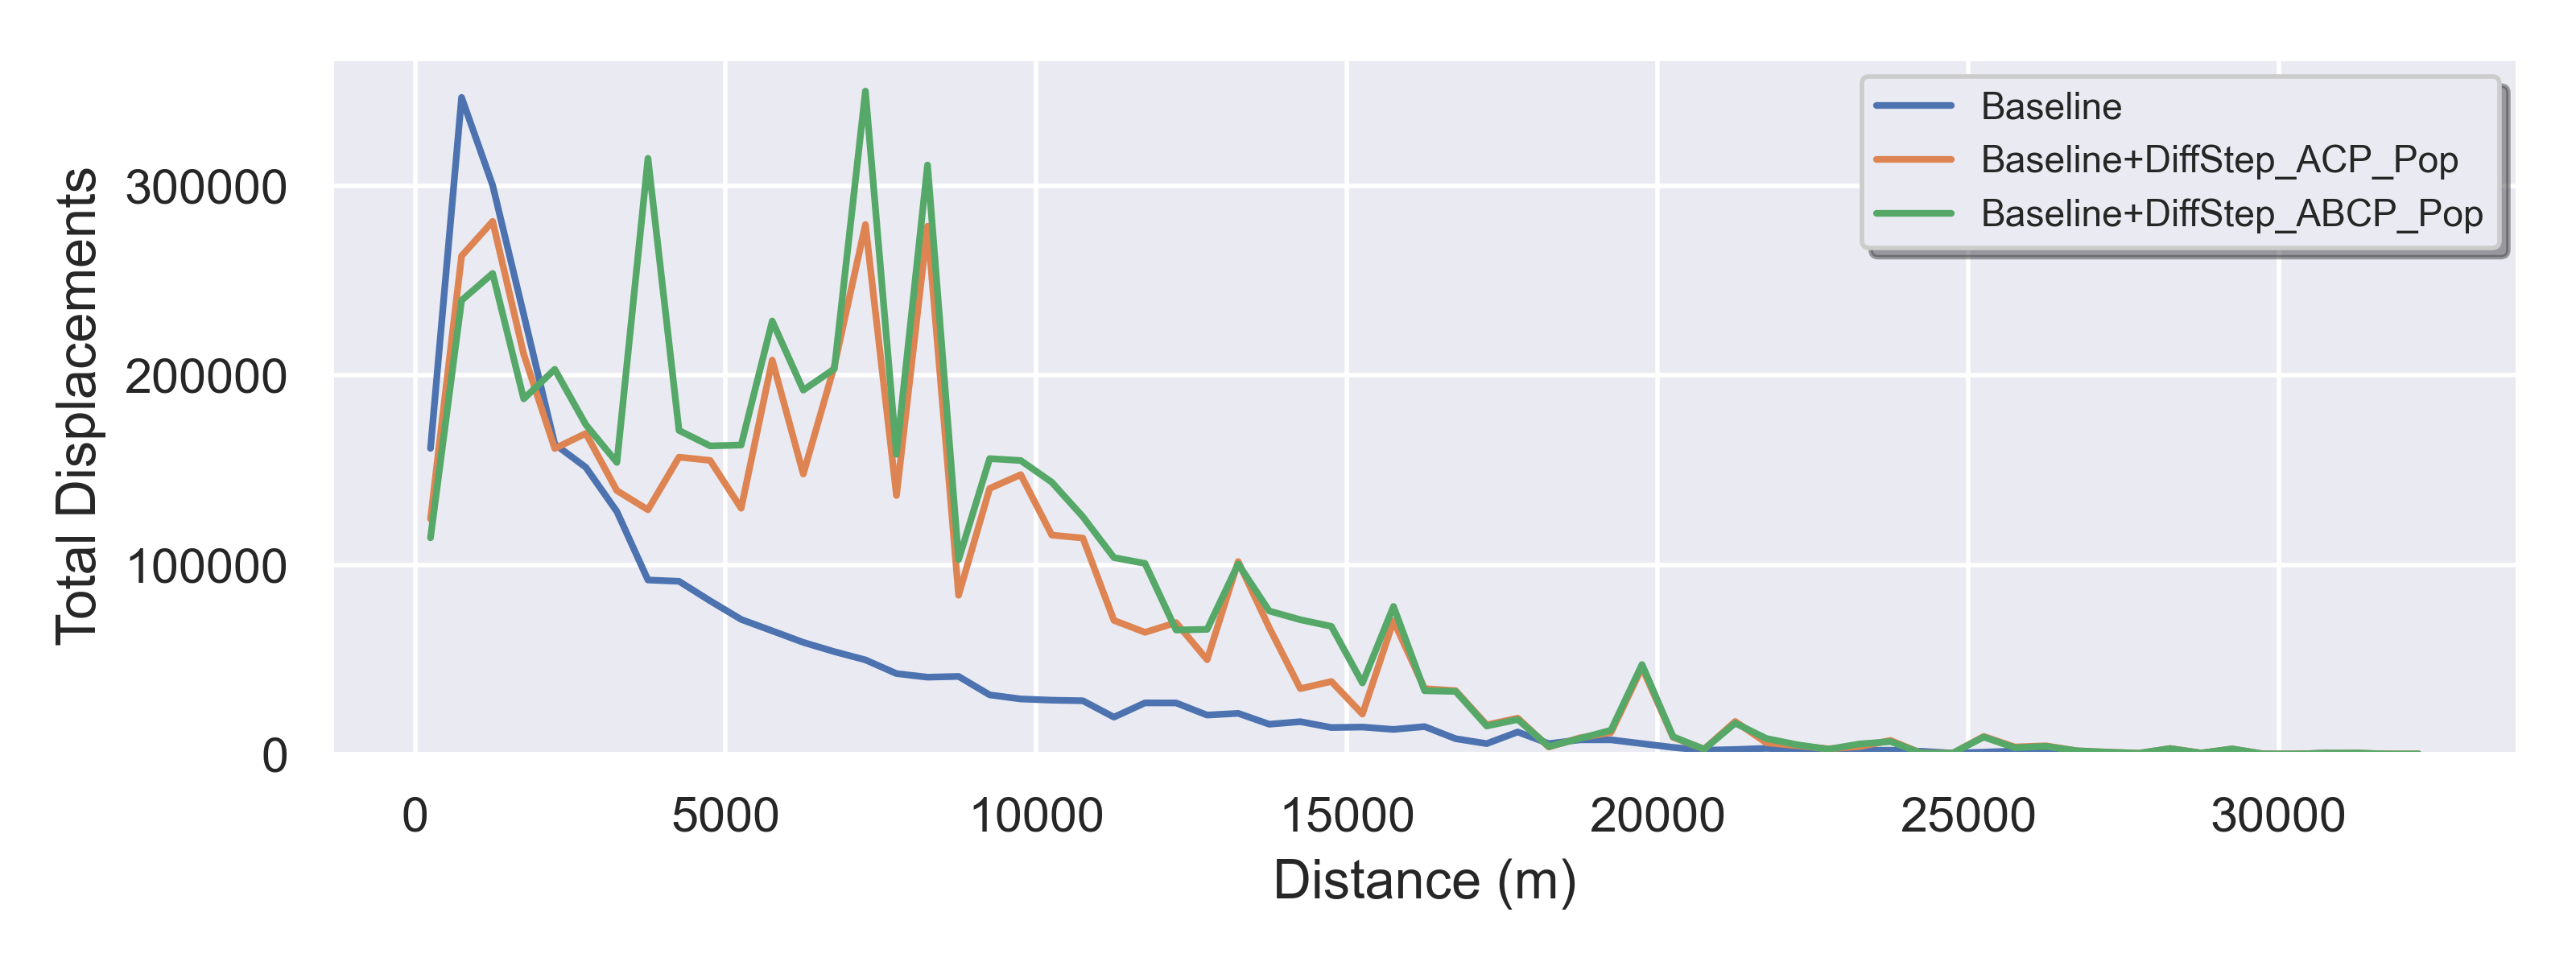 Baseline
Baseline+DiffStep_ACP_Pop
Baseline+DiffStep_ABCP_Pop
Total Displacements
300000
200000
100000
0
0 5000 10000 15000 20000 25000 30000
Distance (m)